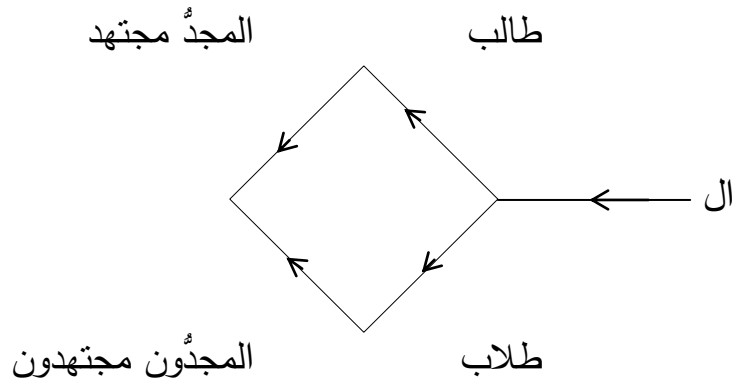 طالب
المجدُّ مجتهد
ال
طلاب
المجدُّون مجتهدون